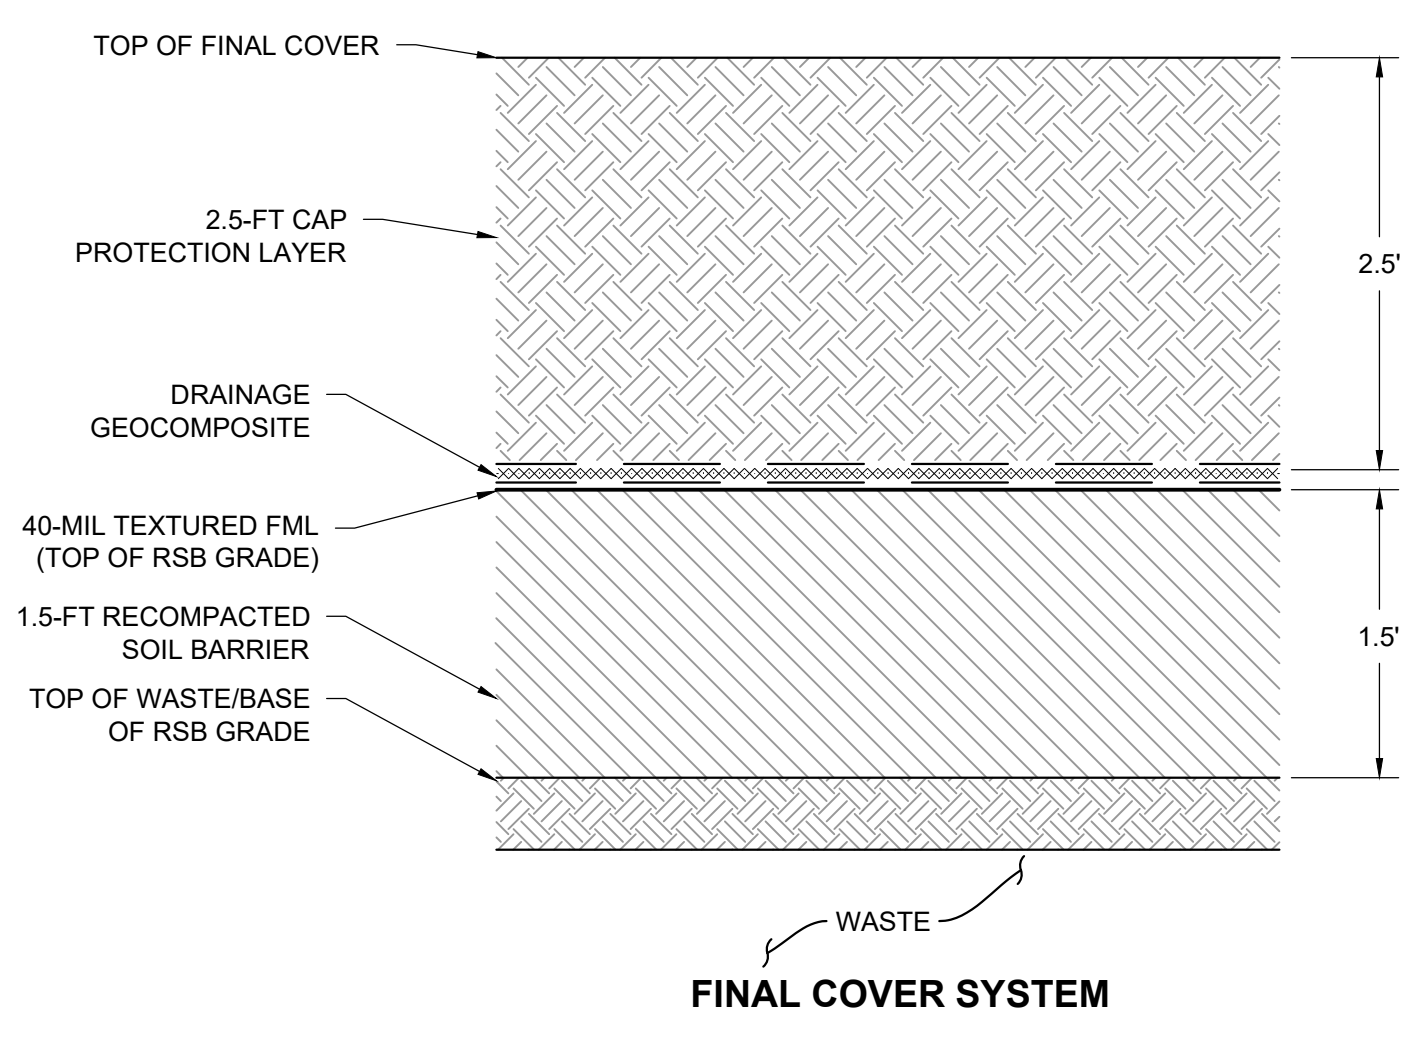 TOP OF FINAL COVER
2.5-FT CAP
PROTECTION LAYER
2.5'
DRAINAGE
GEOCOMPOSITE
40-MIL TEXTURED FML
(TOP OF RSB GRADE)
1.5-FT RECOMPACTED
SOIL BARRIER
1.5'
TOP OF WASTE/BASE
OF RSB GRADE
WASTE
FINAL COVER SYSTEM